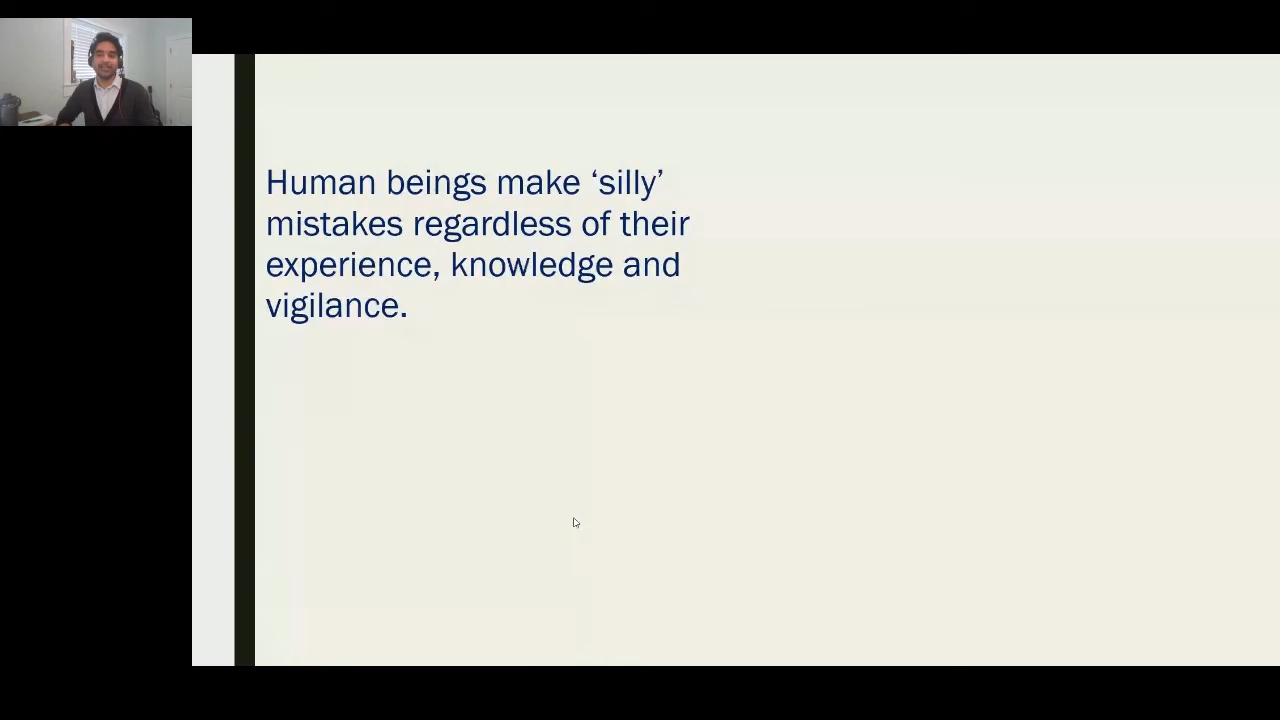 Human beings make ‘silly’
mistakes regardless of their
experience, knowledge and
vigilance.